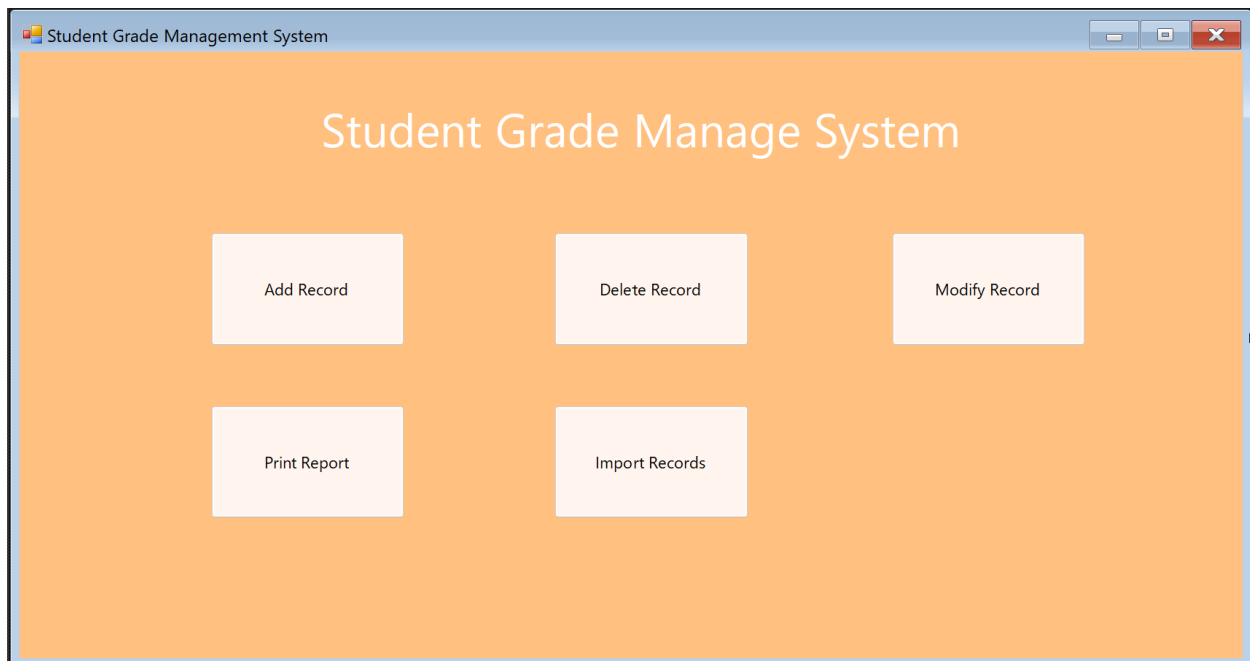 Student Grade Management System
Student Grade Manage System
Add Record
Delete Record
Modify Record
Print Report
Import Records